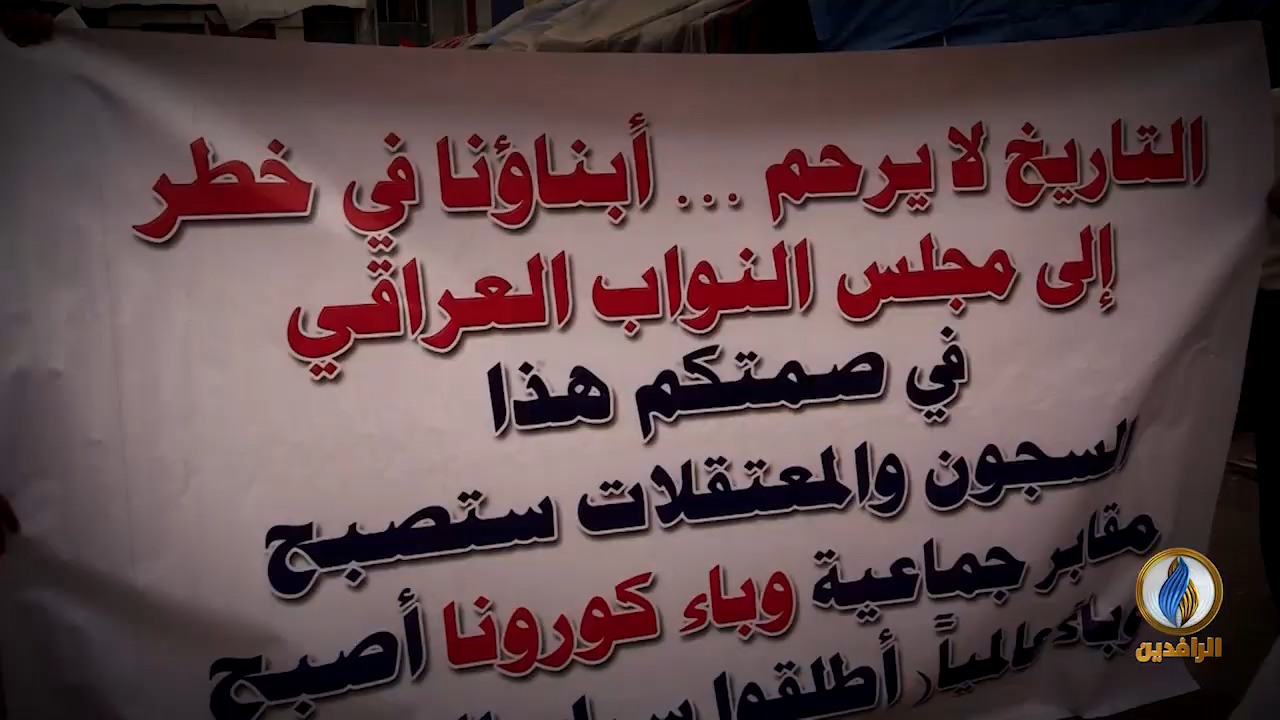 التاريخ لا يرحم ... أبناؤنا في خطر
إلى مجلس النواب العراقي
في صمتكم هذا
السجون والمعتقلات ستصبح
مقابر جماعية وباء كورونا أصبح
وباءً عالمياً، أطلقوا
الرافدين